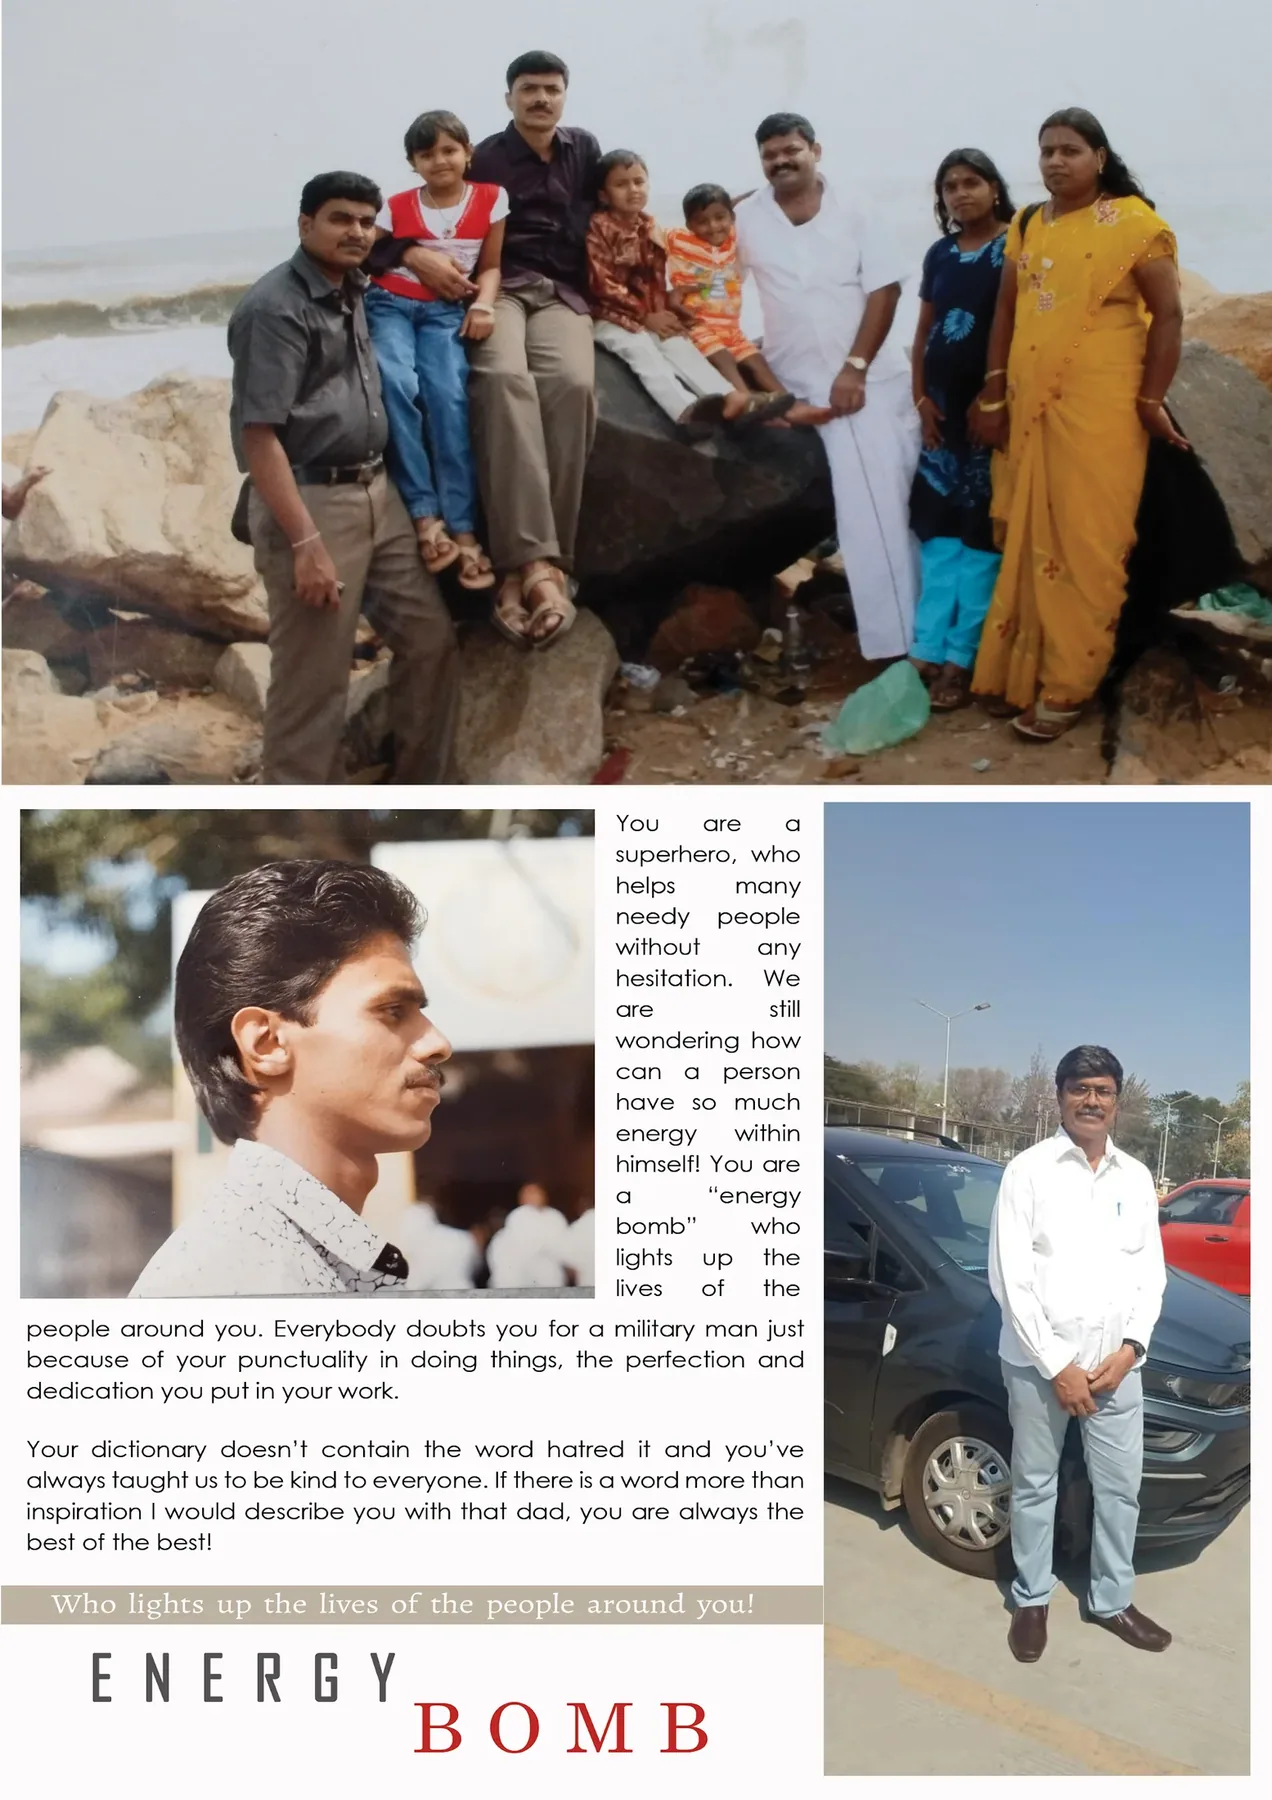 You are a
superhero, who
helps many
needy people
without any
hesitation. We
are still
wondering how
can a person
have so much
energy within
himself! You are
a “energy
bomb” who
lights up the
lives of the
people around you. Everybody doubts you for a military man just
because of your punctuality in doing things, the perfection and
dedication you put in your work.
Your dictionary doesn’t contain the word hatred it and you’ve
always taught us to be kind to everyone. If there is a word more than
inspiration I would describe you with that dad, you are always the
best of the best!
Who lights up the lives of the people around you!
ENERGY
BOMB